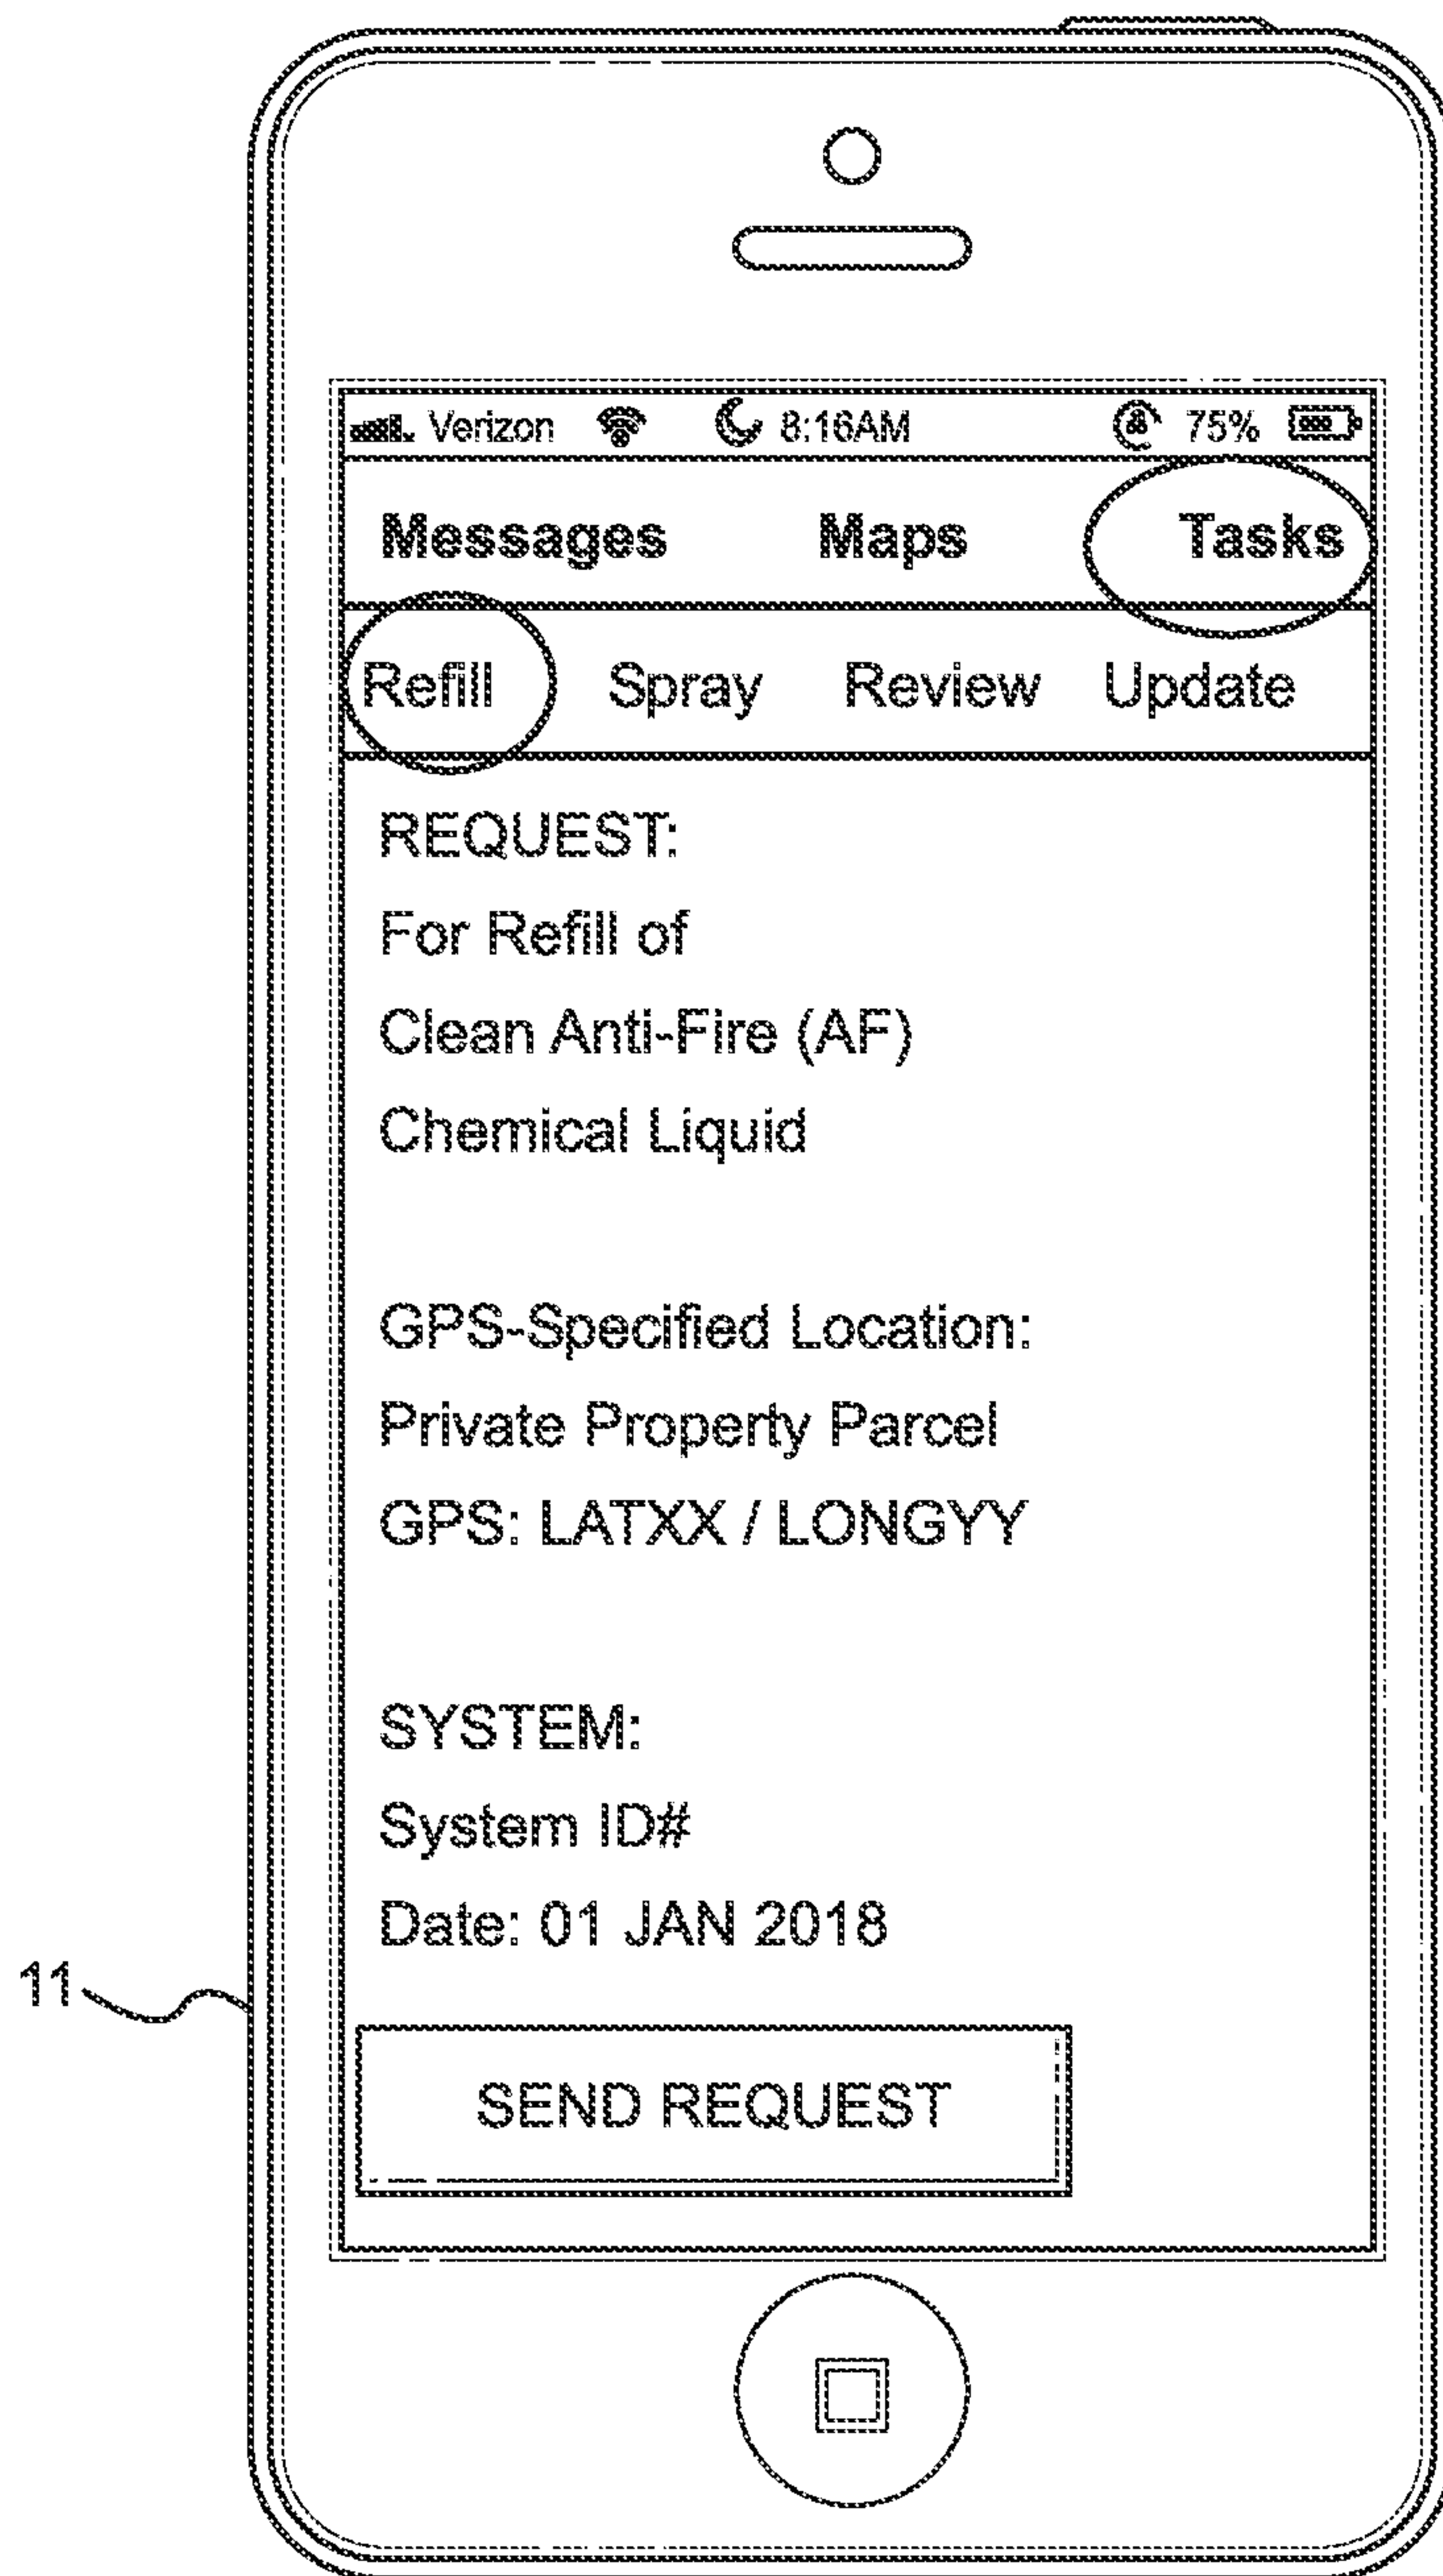 Verizon 8:16AM 75%
Messages Maps Tasks
Refill Spray Review Update
REQUEST:
For Refill of
Clean Anti-Fire (AF)
Chemical Liquid
GPS-Specified Location:
Private Property Parcel
GPS: LATXX / LONGYY
SYSTEM:
System ID#
Date: 01 JAN 2018
11
SEND REQUEST